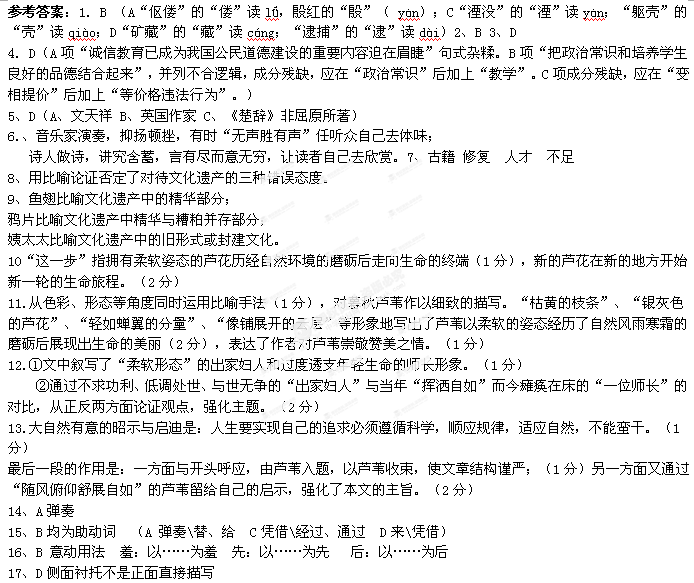 参考答案：1. B （A“伛偻”的“偻”读lǚ，殷红的“殷”（ yān）；C“湮没”的“湮”读yān；“躯壳”的
“壳”读qiào；D“矿藏”的“藏”读cáng；“逮捕”的“逮”读dài）2、B 3、D
4. D（A项“诚信教育已成为我国公民道德建设的重要内容迫在眉睫”句式杂糅。B项“把政治常识和培养学生
良好的品德结合起来”，并列不合逻辑，成分残缺，应在“政治常识”后加上“教学”。C项成分残缺，应在“变
相提价”后加上“等价格违法行为”。）
5、D（A、文天祥 B、英国作家 C、《楚辞》非屈原所著）
6.、音乐家演奏，抑扬顿挫，有时“无声胜有声”任听众自己去体味；
诗人做诗，讲究含蓄，言有尽而意无穷，让读者自己去欣赏。7、古籍 修复 人才 不足
8、用比喻论证否定了对待文化遗产的三种错误态度。
9、鱼翅比喻文化遗产中的精华部分；
鸦片比喻文化遗产中精华与糟粕并存部分；
姨太太比喻文化遗产中的旧形式或封建文化。
10“这一步”指拥有柔软姿态的芦花历经自然环境的磨砺后走向生命的终端（1分），新的芦花在新的地方开始
新一轮的生命旅程。（2分）
11.从色彩、形态等角度同时运用比喻手法（1分），对暮秋芦苇作以细致的描写。“枯黄的枝条”、“银灰色
的芦花”、“轻如蝉翼的分量”、“像铺展开的云層”等形象地写出了芦苇以柔软的姿态经历了自然风雨寒霜的
磨砺后展现出生命的美丽（2分），表达了作者对芦苇崇敬赞美之情。（1分）
12.①文中叙写了“柔软形态”的出家妇人和过度透支年轻生命的师长形象。（1分）
②通过不求功利、低调处世、与世无争的“出家妇人”与当年“挥洒自如”而今瘫痪在床的“一位师长”的
对比，从正反两方面论证观点，强化主题。（2分）
13.大自然有意的昭示与启迪是：人生要实现自己的追求必须遵循科学，顺应规律，适应自然，不能蛮干。（1
分）
最后一段的作用是：一方面与开头呼应，由芦苇入题，以芦苇收束，使文章结构谨严；（1分）另一方面又通过
“随风俯仰舒展自如”的芦苇留给自己的启示，强化了本文的主旨。（2分）
14、A弹奏
15、B均为助动词 （A 弹奏\替、给 C凭借\经过、通过 D来\凭借）
16、B 意动用法 羞：以……为羞 先：以……为先 后：以……为后
17、D侧面衬托不是正面直接描写